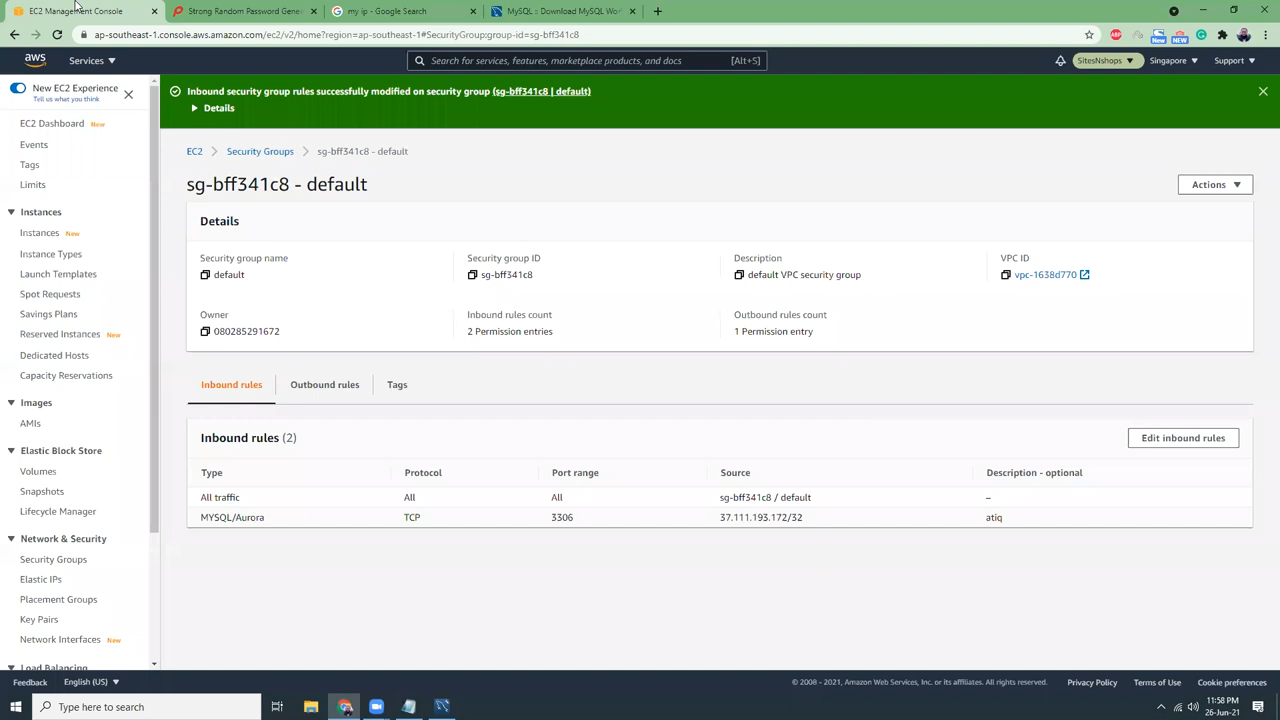 EC2 Management Console
Strong Random Password Gene
my ip - Google Search
MySQL :: Download MySQL Work
ap-southeast-1.console.aws.amazon.com/ec2/v2/home?region=ap-southeast-1#SecurityGroup:group-id=sg-bff341c8
aws
Services
Search for services, features, marketplace products, and docs
[Alt+S]
SitesNshops
Singapore
Support
New EC2 Experience
Tell us what you think
EC2 Dashboard New
Events
Tags
Limits
Instances
Instances New
Instance Types
Launch Templates
Spot Requests
Savings Plans
Reserved Instances New
Dedicated Hosts
Capacity Reservations
Images
AMIs
Elastic Block Store
Volumes
Snapshots
Lifecycle Manager
Network & Security
Security Groups
Elastic IPs
Placement Groups
Key Pairs
Network Interfaces New
Load Balancing
Inbound security group rules successfully modified on security group (sg-bff341c8 | default)
Details
EC2 > Security Groups > sg-bff341c8 - default
sg-bff341c8 - default
Actions
Details
Security group name
default
Security group ID
sg-bff341c8
Description
default VPC security group
VPC ID
vpc-1638d770
Owner
080285291672
Inbound rules count
2 Permission entries
Outbound rules count
1 Permission entry
Inbound rules
Outbound rules
Tags
Inbound rules (2)
Edit inbound rules
Type Protocol Port range Source Description - optional
All traffic All All sg-bff341c8 / default –
MYSQL/Aurora TCP 3306 37.111.193.172/32 atiq
Feedback
English (US)
© 2008 - 2021, Amazon Web Services, Inc. or its affiliates. All rights reserved.
Privacy Policy
Terms of Use
Cookie preferences
Type here to search
11:58 PM
26-Jun-21